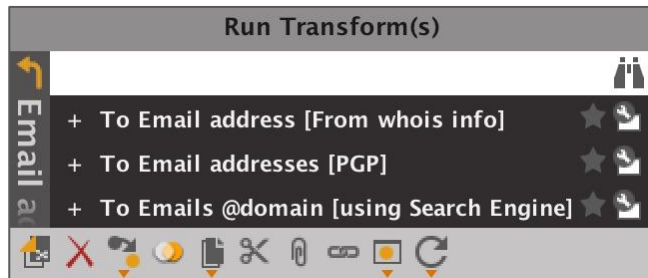 Run Transform(s)
Email
+ To Email address [From whois info]
+ To Email addresses [PGP]
+ To Emails @domain [using Search Engine]